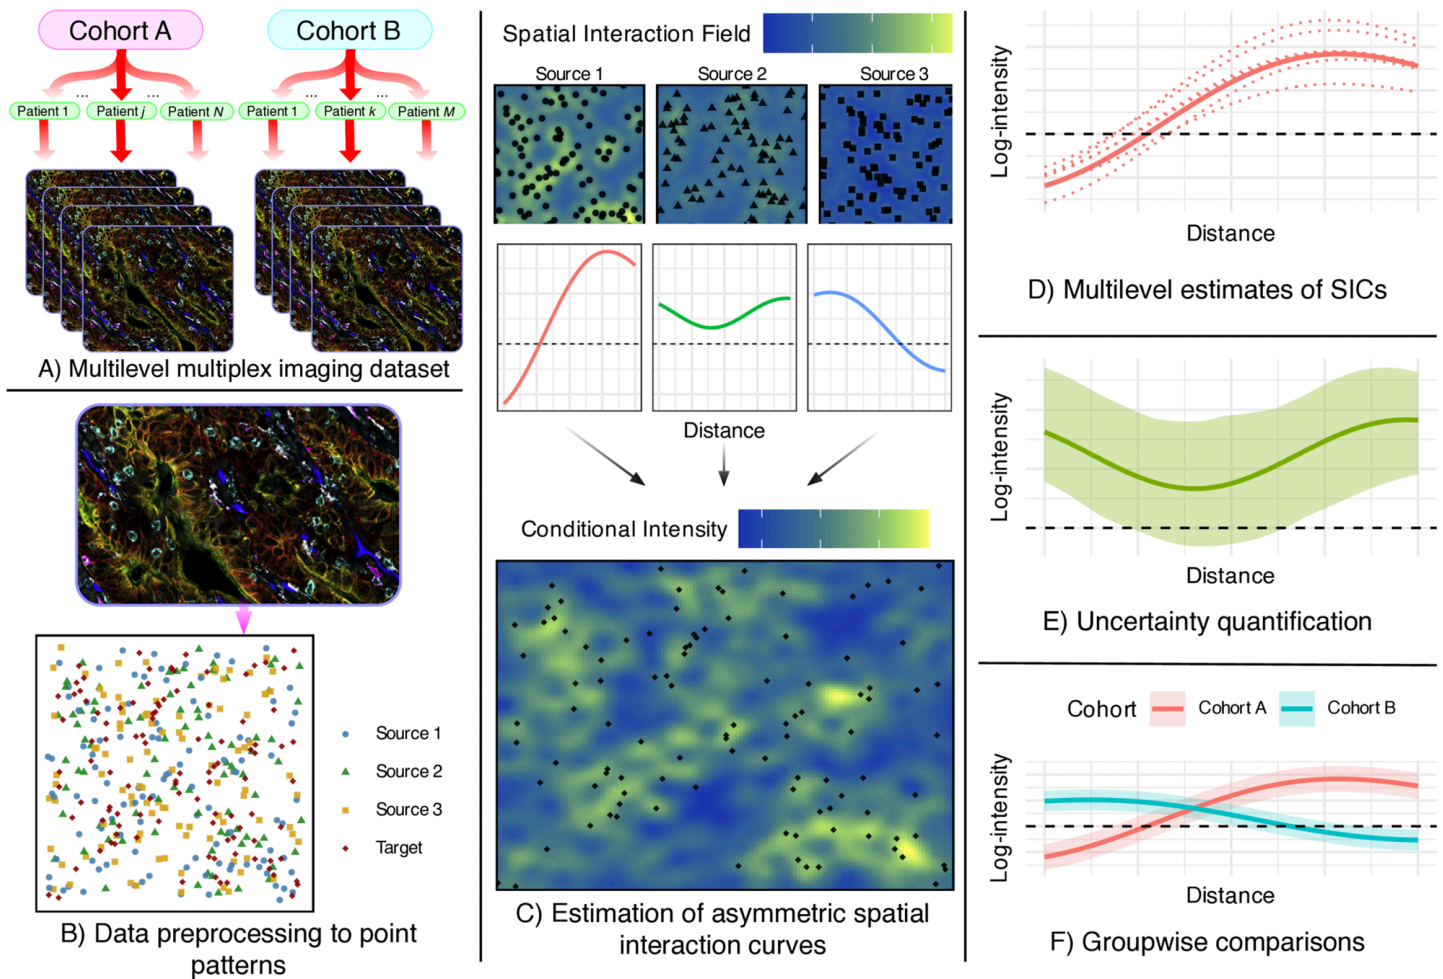 Cohort A
Cohort B
...
...
...
...
Patient 1
Patient j
Patient N
Patient 1
Patient k
Patient M
A) Multilevel multiplex imaging dataset
Source 1
Source 2
Source 3
Target
B) Data preprocessing to point
patterns
Spatial Interaction Field
Source 1
Source 2
Source 3
Distance
Conditional Intensity
C) Estimation of asymmetric spatial
interaction curves
Log-intensity
Distance
D) Multilevel estimates of SICs
Log-intensity
Distance
E) Uncertainty quantification
Cohort
Cohort A
Cohort B
Log-intensity
Distance
F) Groupwise comparisons